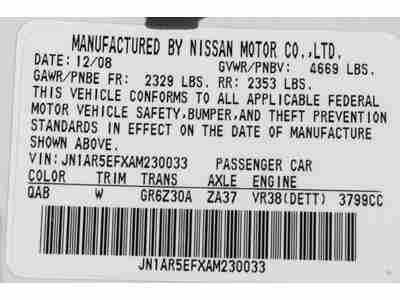 MANUFACTURED BY NISSAN MOTOR CO.,LTD.
DATE: 12/08 GVWR/PNBV: 4669 LBS.
GAWR/PNBE FR: 2329 LBS. RR: 2353 LBS.
THIS VEHICLE CONFORMS TO ALL APPLICABLE FEDERAL
MOTOR VEHICLE SAFETY,BUMPER,AND THEFT PREVENTION
STANDARDS IN EFFECT ON THE DATE OF MANUFACTURE
SHOWN ABOVE.
VIN: JN1AR5EFXAM230033 PASSENGER CAR
COLOR TRIM TRANS AXLE ENGINE
QAB W GR6Z30A ZA37 VR38(DETT) 3799CC
JN1AR5EFXAM230033